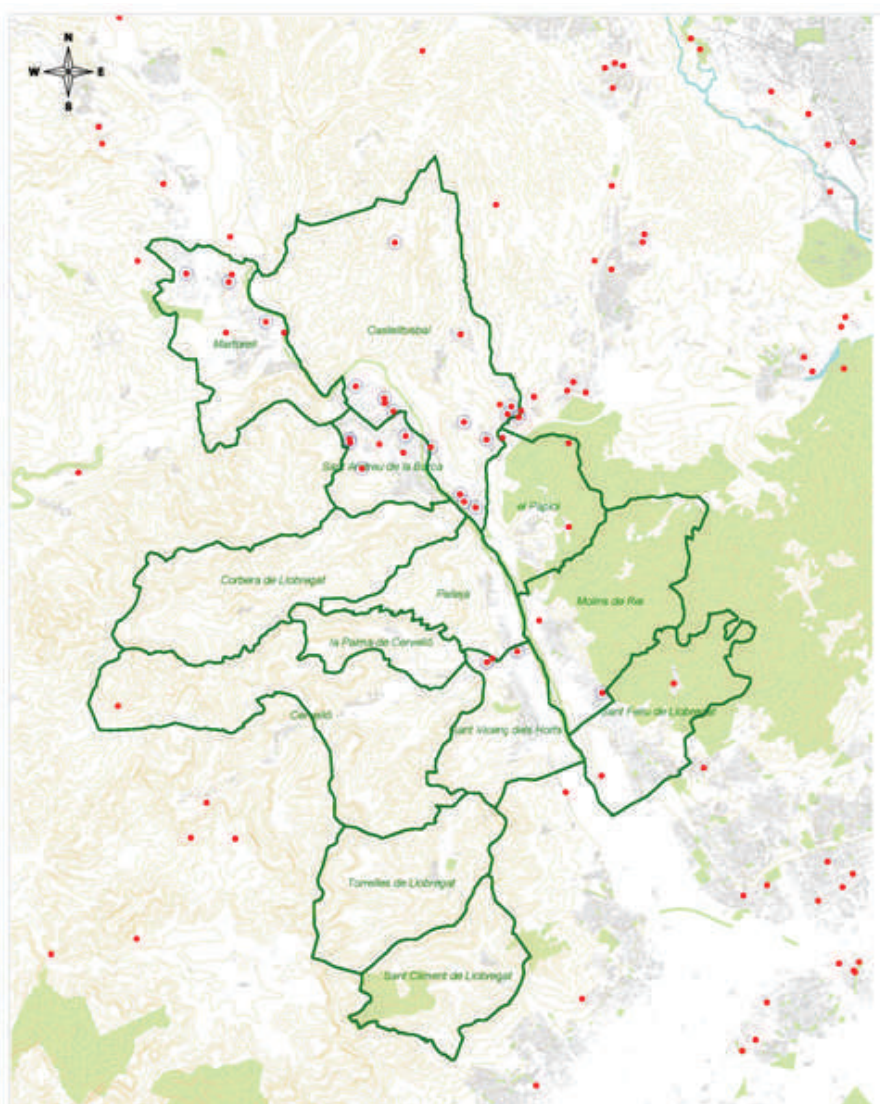 N
W E
S
Castellbisbal
Martorell
Sant Andreu de la Barca
el Papiol
Corbera de Llobregat
Pallejà
Molins de Rei
la Palma de Cervelló
Sant Feliu de Llobregat
Cervelló
Sant Vicenç dels Horts
Torrelles de Llobregat
Sant Climent de Llobregat